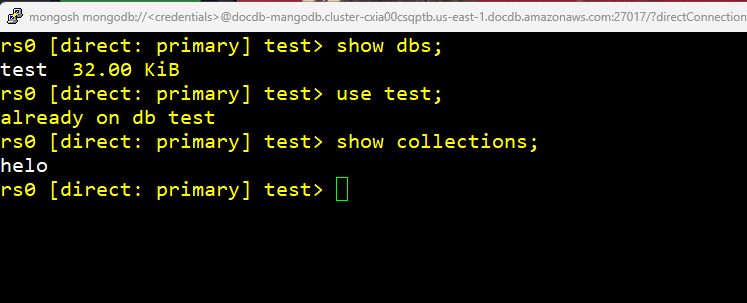 mongosh mongodb://<credentials>@docdb-mangodb.cluster-cxia00csqptb.us-east-1.docdb.amazonaws.com:27017/?directConnection
rs0 [direct: primary] test> show dbs;
test  32.00 KiB
rs0 [direct: primary] test> use test;
already on db test
rs0 [direct: primary] test> show collections;
helo
rs0 [direct: primary] test>